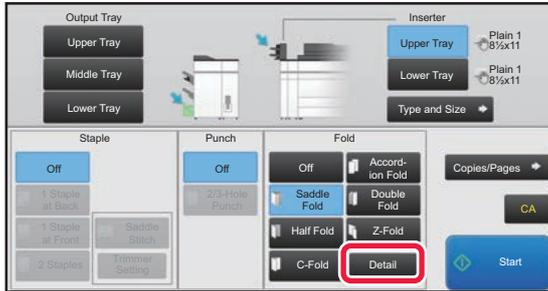 Output Tray
Upper Tray
Middle Tray
Lower Tray
Inserter
Upper Tray
Plain 1
8½x11
Lower Tray
Plain 1
8½x11
Type and Size
Staple
Off
1 Staple
at Back
1 Staple
at Front
2 Staples
Saddle
Stitch
Trimmer
Setting
Punch
Off
2/3-Hole
Punch
Fold
Off
Accord-
ion Fold
Saddle
Fold
Double
Fold
Half Fold
Z-Fold
C-Fold
Detail
Copies/Pages
CA
Start